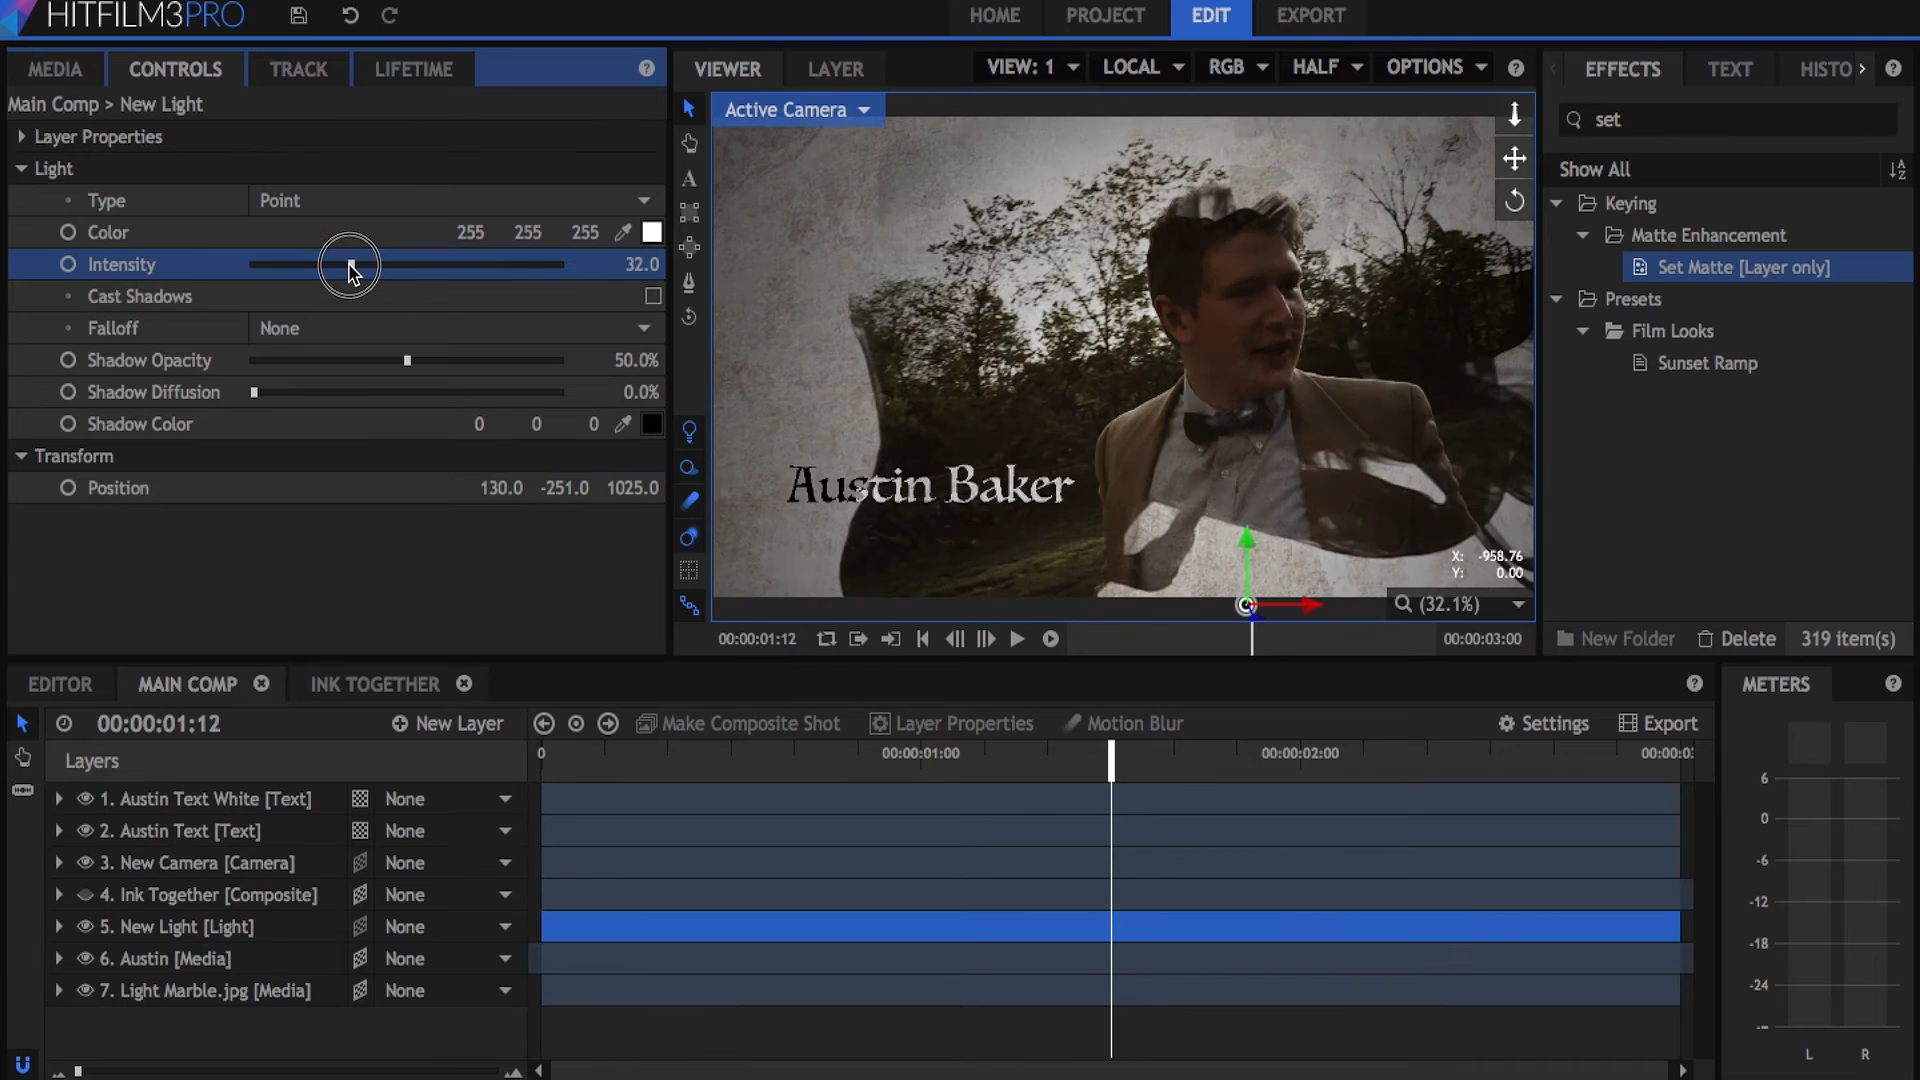 HITFILM3PRO
HOME PROJECT EDIT EXPORT
MEDIA CONTROLS TRACK LIFETIME
Main Comp > New Light
Layer Properties
Light
Type Point
Color 255 255 255
Intensity 32.0
Cast Shadows
Falloff None
Shadow Opacity 50.0%
Shadow Diffusion 0.0%
Shadow Color 0 0 0
Transform
Position 130.0 -251.0 1025.0
VIEWER LAYER VIEW: 1 LOCAL RGB HALF OPTIONS
Active Camera
Austin Baker
X: -958.76
Y: 0.00
(32.1%)
00:00:01:12 00:00:03:00
EFFECTS TEXT HISTO
set
Show All
Keying
Matte Enhancement
Set Matte [Layer only]
Presets
Film Looks
Sunset Ramp
New Folder Delete 319 item(s)
EDITOR MAIN COMP INK TOGETHER
00:00:01:12 New Layer Make Composite Shot Layer Properties Motion Blur Settings Export
Layers 0 00:00:01:00 00:00:02:00 00:00:0
1. Austin Text White [Text] None
2. Austin Text [Text] None
3. New Camera [Camera] None
4. Ink Together [Composite] None
5. New Light [Light] None
6. Austin [Media] None
7. Light Marble.jpg [Media] None
METERS
6
0
-6
-12
-18
-24
-∞
L R